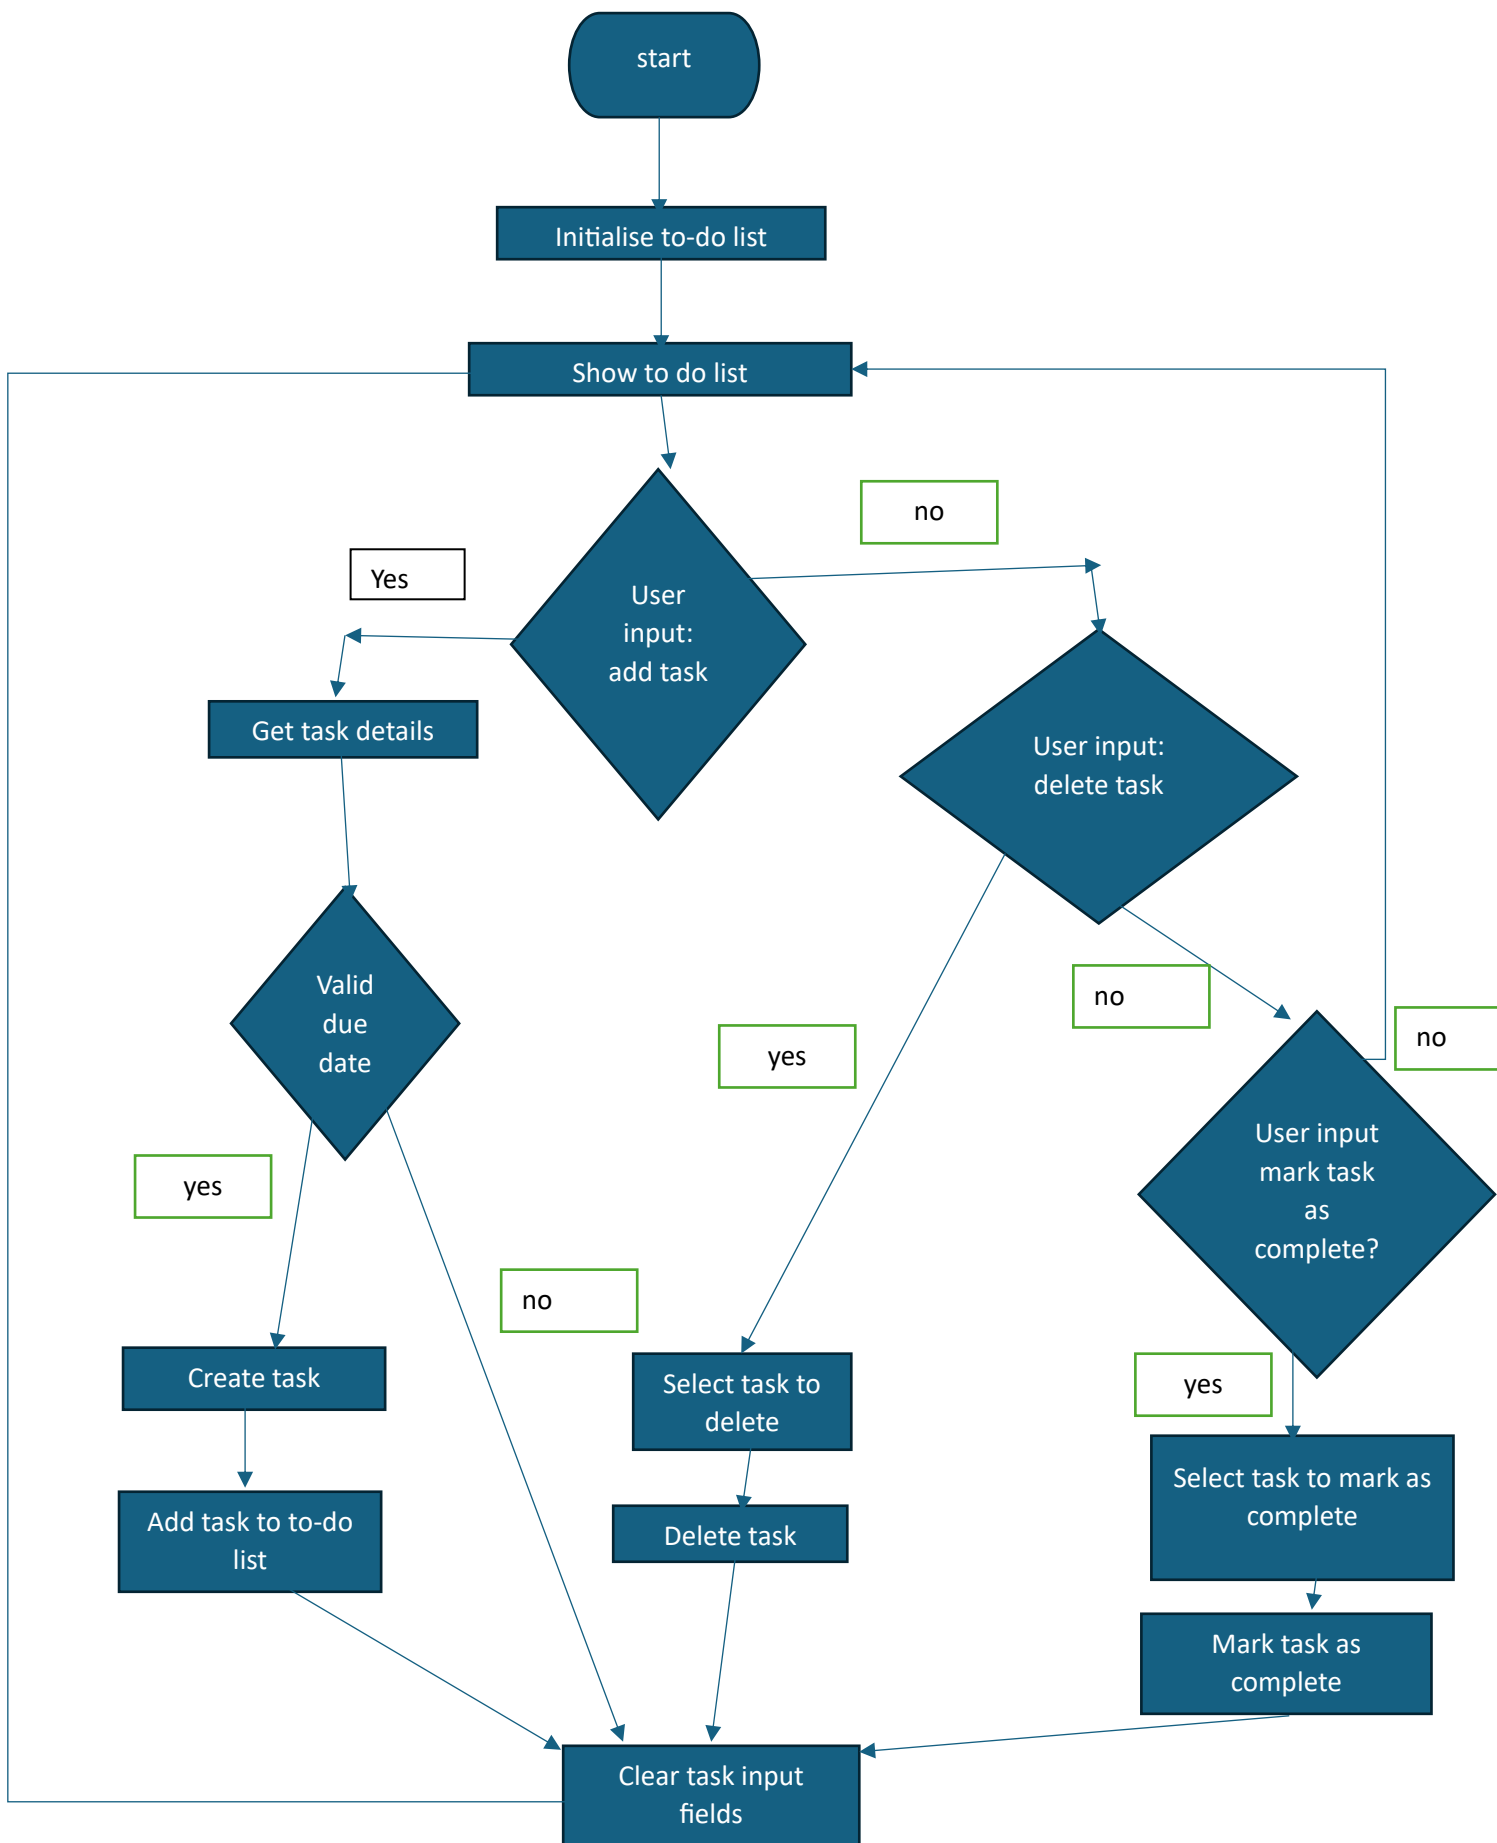 start
Initialise to-do list
Show to do list
no
Yes
User
input:
add task
Get task details
User input:
delete task
Valid
due
date
no
yes
no
User input
mark task
as
complete?
yes
no
Create task
Select task to
delete
yes
Select task to mark as
complete
Add task to to-do
list
Delete task
Mark task as
complete
Clear task input
fields